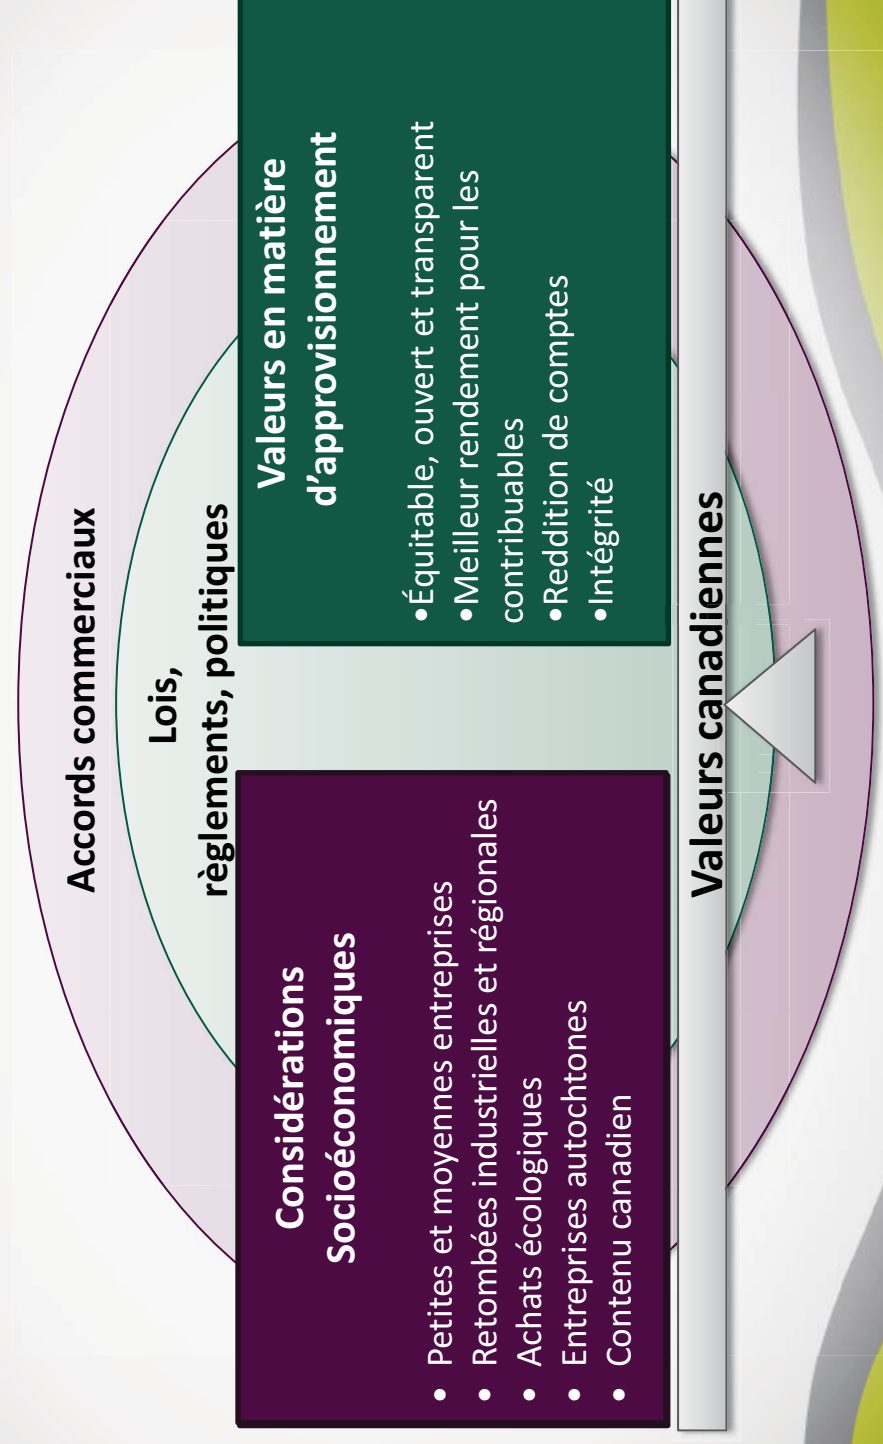 Accords commerciaux
Lois,
règlements, politiques
Considérations
Socioéconomiques
• Petites et moyennes entreprises
• Retombées industrielles et régionales
• Achats écologiques
• Entreprises autochtones
• Contenu canadien
Valeurs en matière
d'approvisionnement
•Équitable, ouvert et transparent
•Meilleur rendement pour les
contribuables
•Reddition de comptes
•Intégrité
Valeurs canadiennes